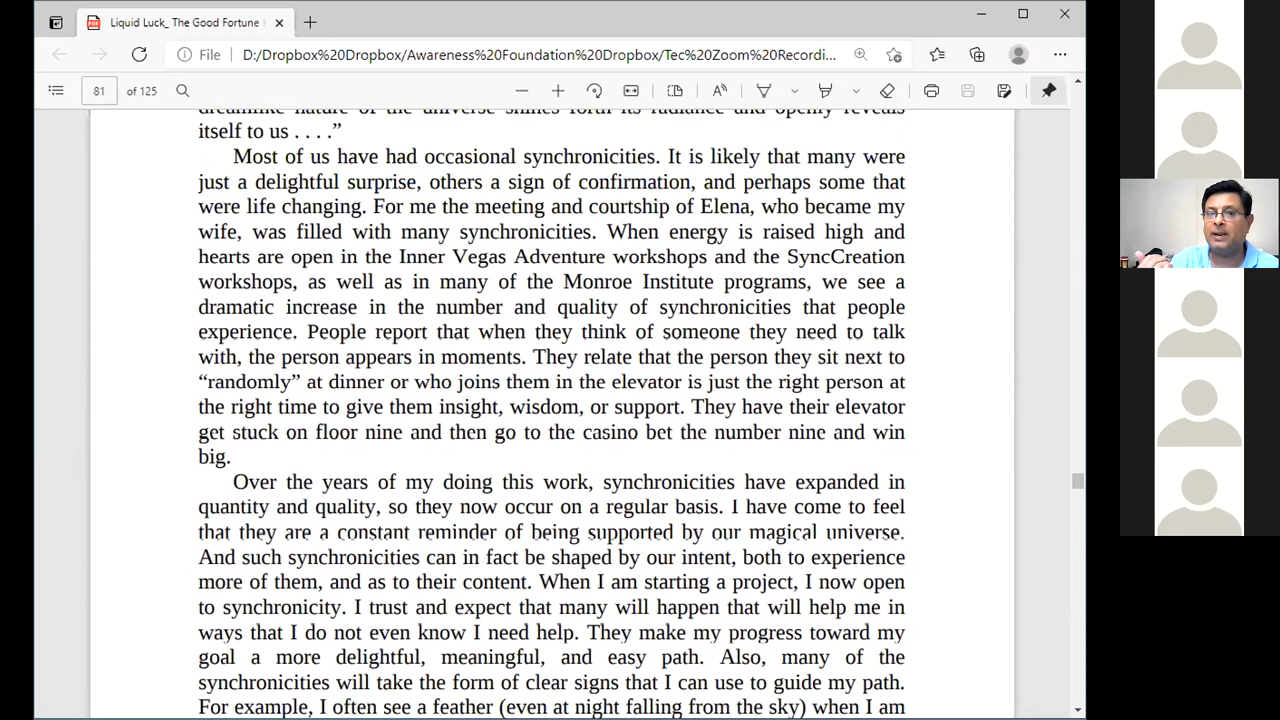 Liquid Luck_ The Good Fortune
File
D:/Dropbox%20Dropbox/Awareness%20Foundation%20Dropbox/Tec%20Zoom%20Recordi...
81 of 125
dreamlike nature of the universe shines forth its radiance and openly reveals
itself to us . . . .”
Most of us have had occasional synchronicities. It is likely that many were
just a delightful surprise, others a sign of confirmation, and perhaps some that
were life changing. For me the meeting and courtship of Elena, who became my
wife, was filled with many synchronicities. When energy is raised high and
hearts are open in the Inner Vegas Adventure workshops and the SyncCreation
workshops, as well as in many of the Monroe Institute programs, we see a
dramatic increase in the number and quality of synchronicities that people
experience. People report that when they think of someone they need to talk
with, the person appears in moments. They relate that the person they sit next to
“randomly” at dinner or who joins them in the elevator is just the right person at
the right time to give them insight, wisdom, or support. They have their elevator
get stuck on floor nine and then go to the casino bet the number nine and win
big.
Over the years of my doing this work, synchronicities have expanded in
quantity and quality, so they now occur on a regular basis. I have come to feel
that they are a constant reminder of being supported by our magical universe.
And such synchronicities can in fact be shaped by our intent, both to experience
more of them, and as to their content. When I am starting a project, I now open
to synchronicity. I trust and expect that many will happen that will help me in
ways that I do not even know I need help. They make my progress toward my
goal a more delightful, meaningful, and easy path. Also, many of the
synchronicities will take the form of clear signs that I can use to guide my path.
For example, I often see a feather (even at night falling from the sky) when I am